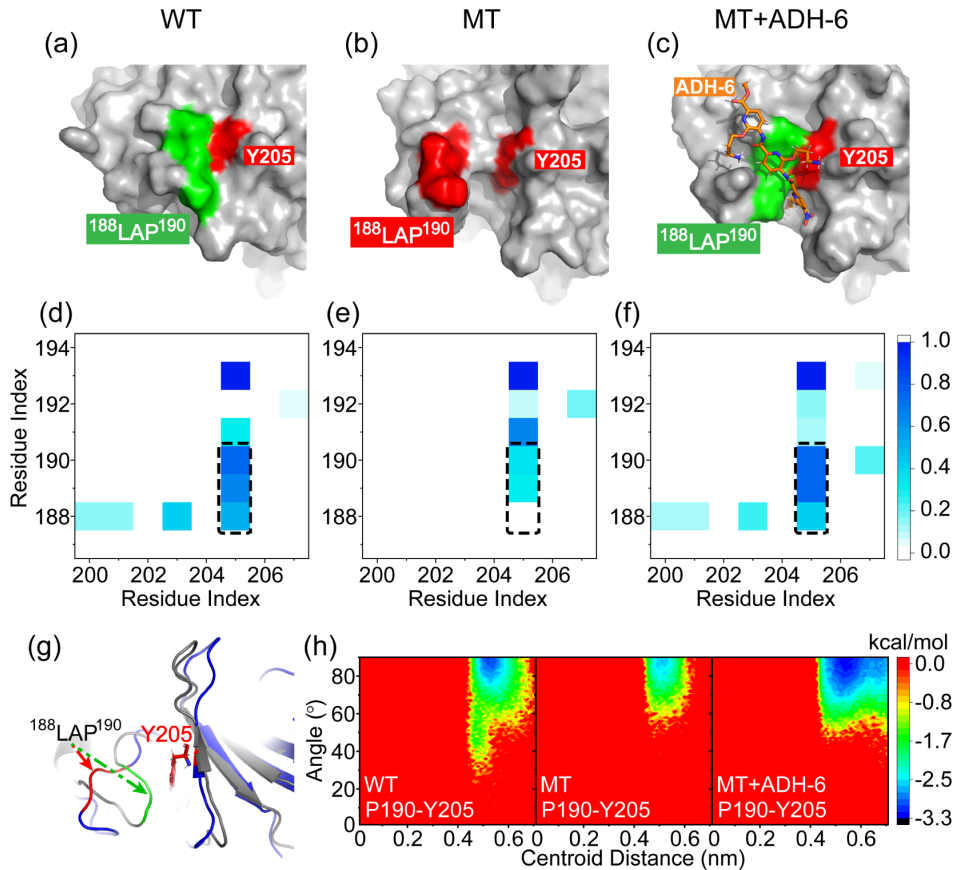 WT
MT
MT+ADH-6
(a)
(b)
(c)
ADH-6
Y205
Y205
Y205
¹⁸⁸LAP¹⁹⁰
¹⁸⁸LAP¹⁹⁰
¹⁸⁸LAP¹⁹⁰
(d)
(e)
(f)
Residue Index
194
192
190
188
200 202 204 206
Residue Index
194
192
190
188
200 202 204 206
Residue Index
194
192
190
188
200 202 204 206
Residue Index
1.0
0.8
0.6
0.4
0.2
0.0
(g)
¹⁸⁸LAP¹⁹⁰
Y205
(h)
kcal/mol
Angle (°)
80
60
40
20
0
WT
P190-Y205
MT
P190-Y205
MT+ADH-6
P190-Y205
0 0.2 0.4 0.6 0 0.2 0.4 0.6 0 0.2 0.4 0.6
Centroid Distance (nm)
0.0
-0.8
-1.7
-2.5
-3.3